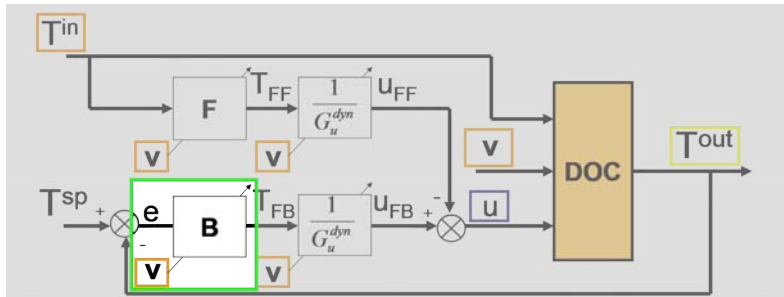 T^in
T_FF
u_FF
F
1
G_u^dyn
v
v
v
DOC
T^out
T^sp
+
-
e
B
T_FB
1
G_u^dyn
u_FB
-
+
u
v
v